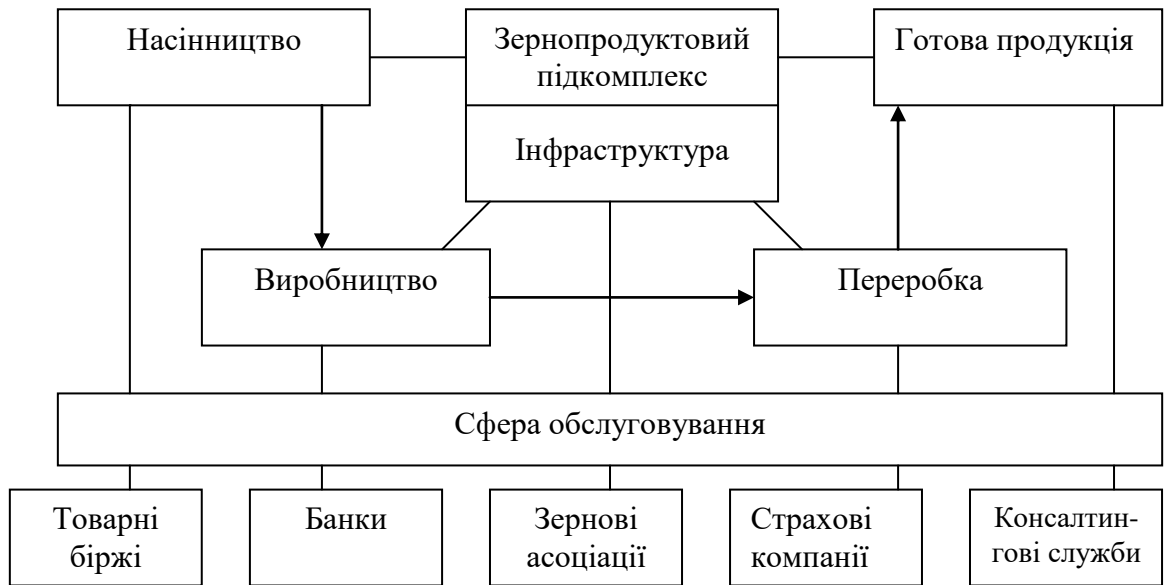 Насінництво
Зернопродуктовий
підкомплекс
Готова продукція
Інфраструктура
Виробництво
Переробка
Сфера обслуговування
Товарні
біржі
Банки
Зернові
асоціації
Страхові
компанії
Консалтин-
гові служби